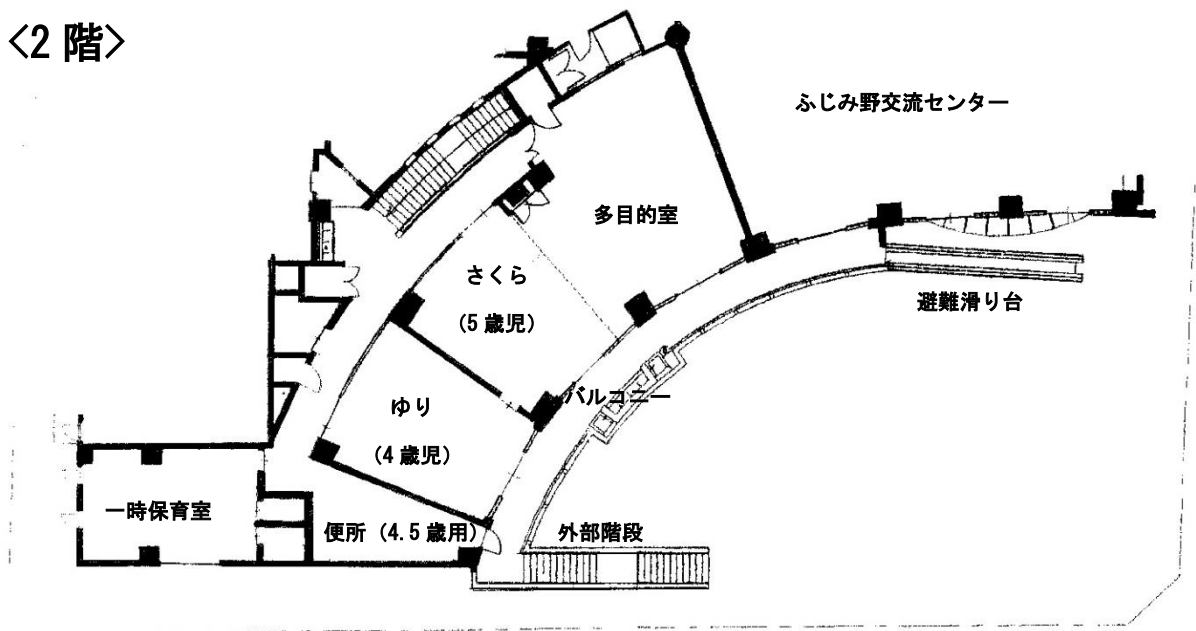 <2 階>
ふじみ野交流センター
多目的室
さくら
(5 歳児)
避難滑り台
バルコニー
ゆり
(4 歳児)
一時保育室
便所 (4.5 歳用)
外部階段